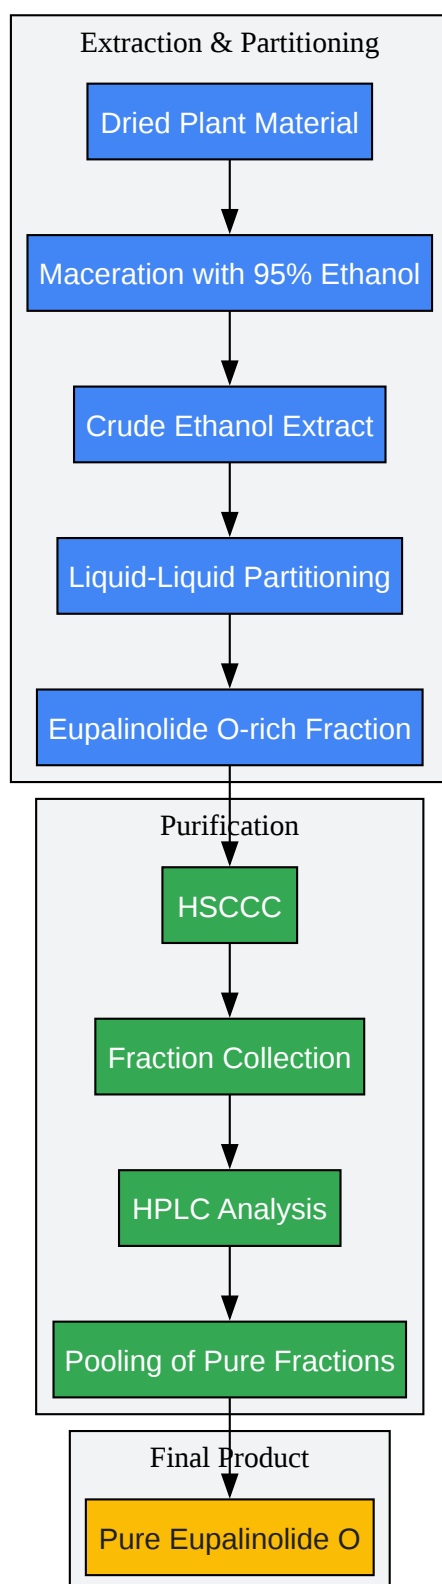 Extraction & Partitioning
Dried Plant Material
Maceration with 95% Ethanol
Crude Ethanol Extract
Liquid-Liquid Partitioning
Eupalinolide O-rich Fraction
Purification
HSCCC
Fraction Collection
HPLC Analysis
Pooling of Pure Fractions
Final Product
Pure Eupalinolide O